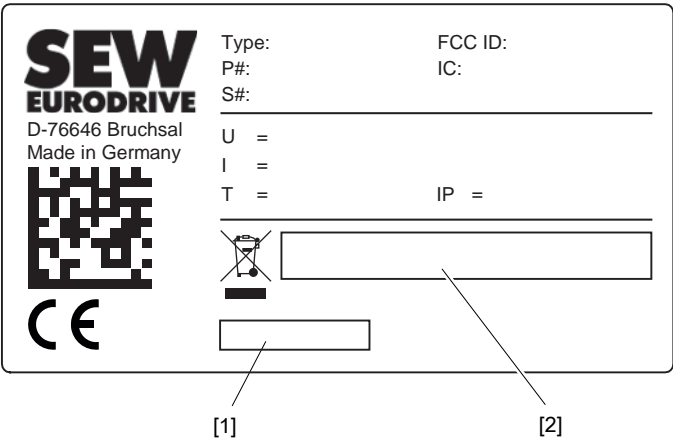 SEW
EURODRIVE
D-76646 Bruchsal
Made in Germany
CE
Type: FCC ID:
P#: IC:
S#:
U =
I =
T = IP =
[1] [2]